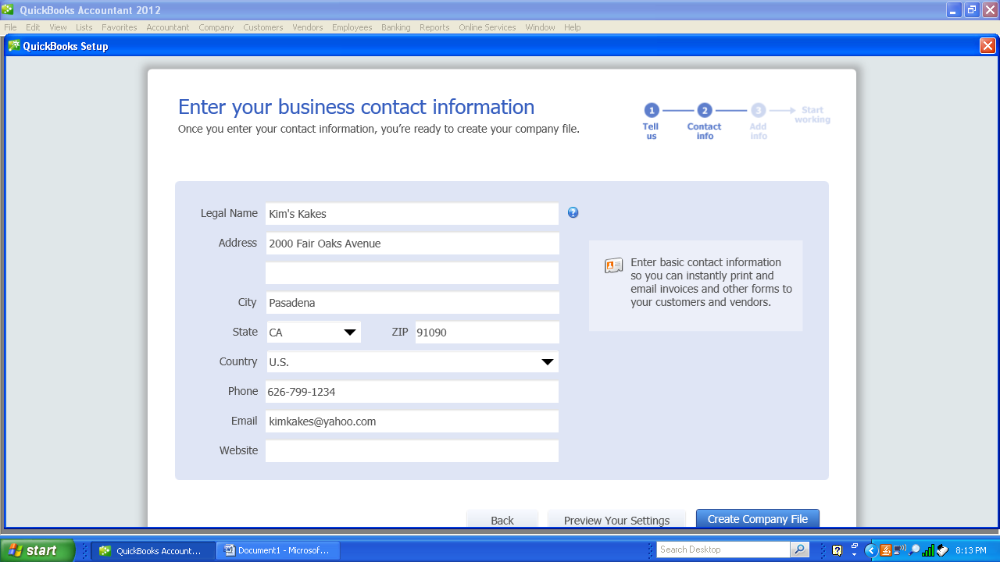 QuickBooks Accountant 2012
File Edit View Lists Favorites Accountant Company Customers Vendors Employees Banking Reports Online Services Window Help
QuickBooks Setup
Enter your business contact information
Once you enter your contact information, you're ready to create your company file.
1 2 3 Start working
Tell us
Contact info
Add info
Legal Name Kim's Kakes ?
Address 2000 Fair Oaks Avenue
City Pasadena
State CA ZIP 91090
Country U.S.
Phone 626-799-1234
Email kimkakes@yahoo.com
Website
Enter basic contact information
so you can instantly print and
email invoices and other forms to
your customers and vendors.
Back Preview Your Settings Create Company File
start QuickBooks Account... Document1 - Microsof... Search Desktop ? 8:13 PM